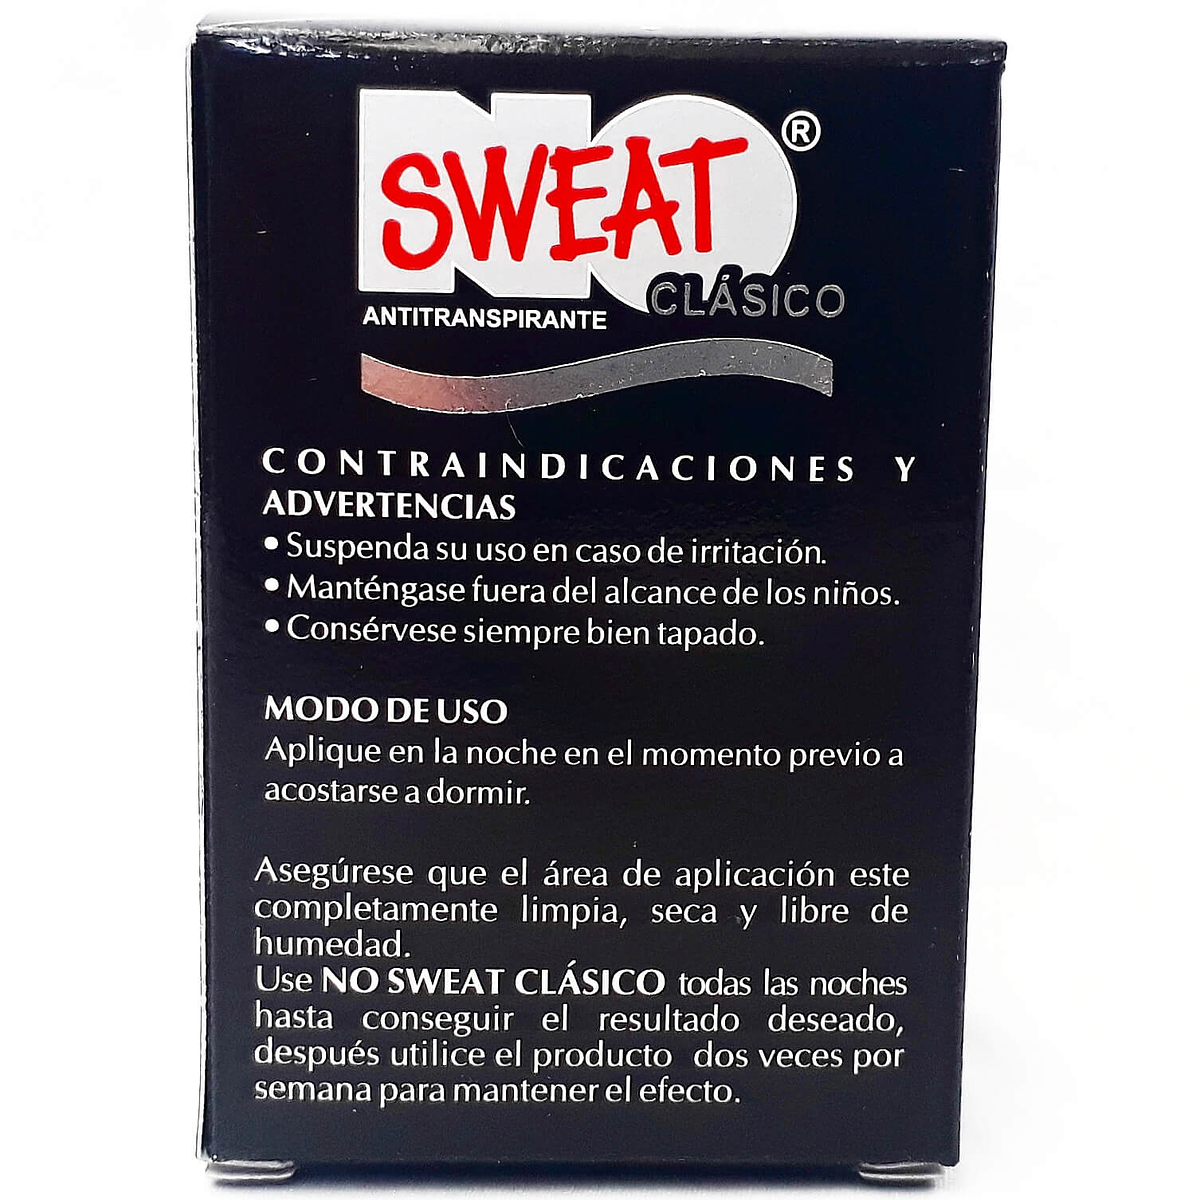 NO
SWEAT
®
CLÁSICO
ANTITRANSPIRANTE
CONTRAINDICACIONES Y
ADVERTENCIAS
• Suspenda su uso en caso de irritación.
• Manténgase fuera del alcance de los niños.
• Consérvese siempre bien tapado.
MODO DE USO
Aplique en la noche en el momento previo a
acostarse a dormir.
Asegúrese que el área de aplicación este
completamente limpia, seca y libre de
humedad.
Use NO SWEAT CLÁSICO todas las noches
hasta conseguir el resultado deseado,
después utilice el producto dos veces por
semana para mantener el efecto.